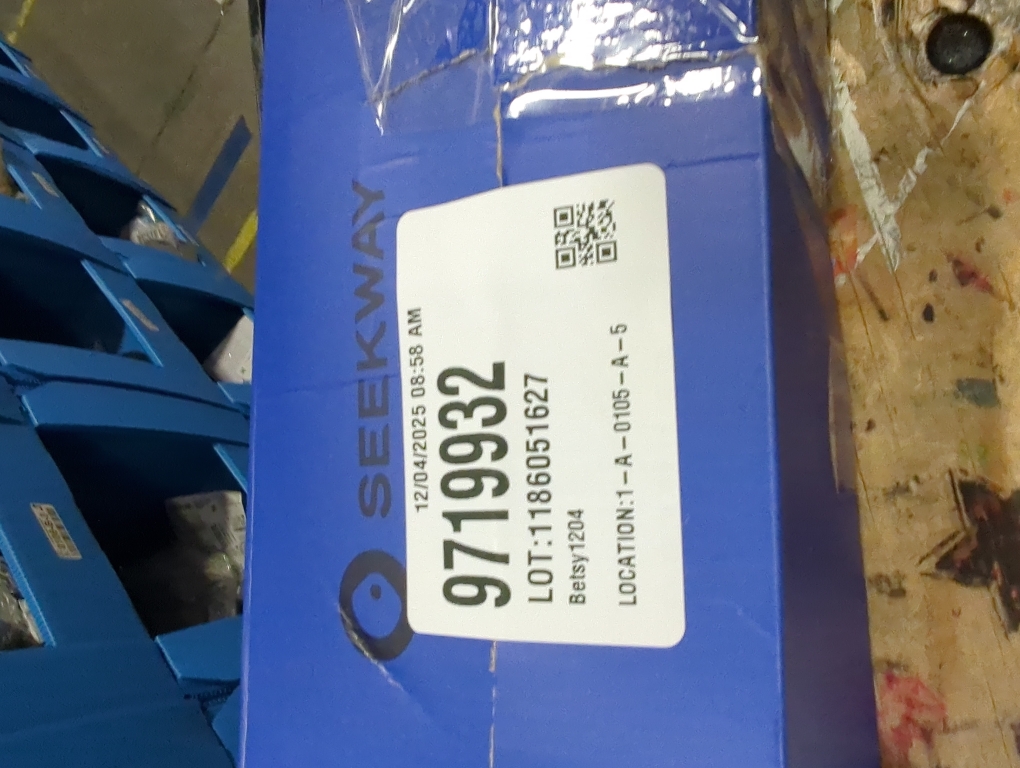 SEEKWAY
12/04/2025 08:58 AM
9719932
LOT:1186051627
Betsy1204
LOCATION:1-A-0105-A-5